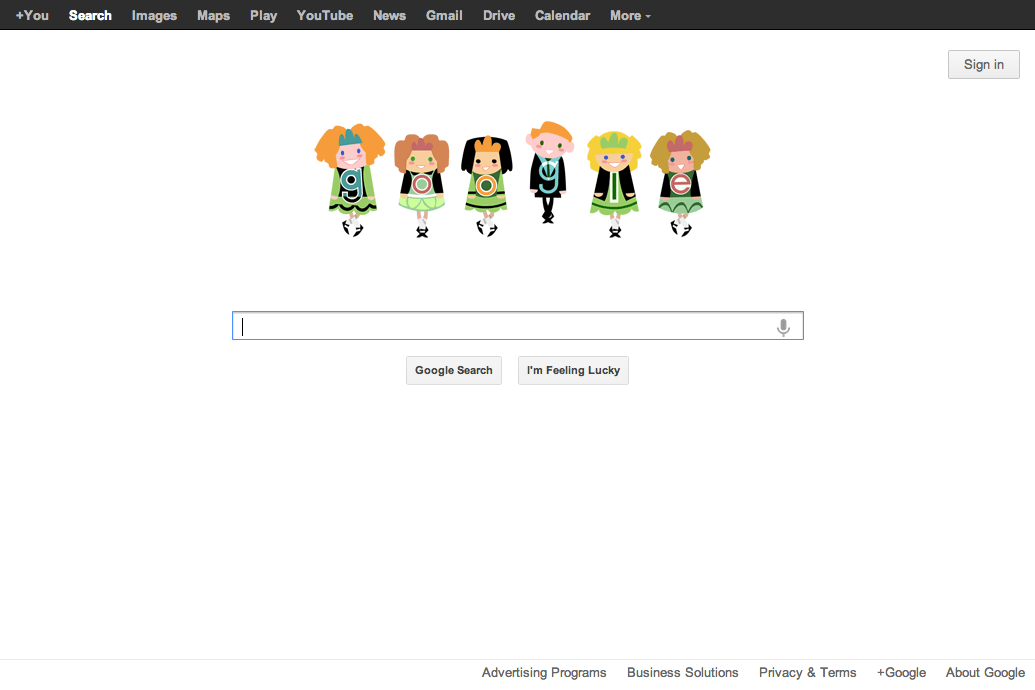 +You Search Images Maps Play YouTube News Gmail Drive Calendar More
Sign in
google
Google Search I'm Feeling Lucky
Advertising Programs Business Solutions Privacy & Terms +Google About Google